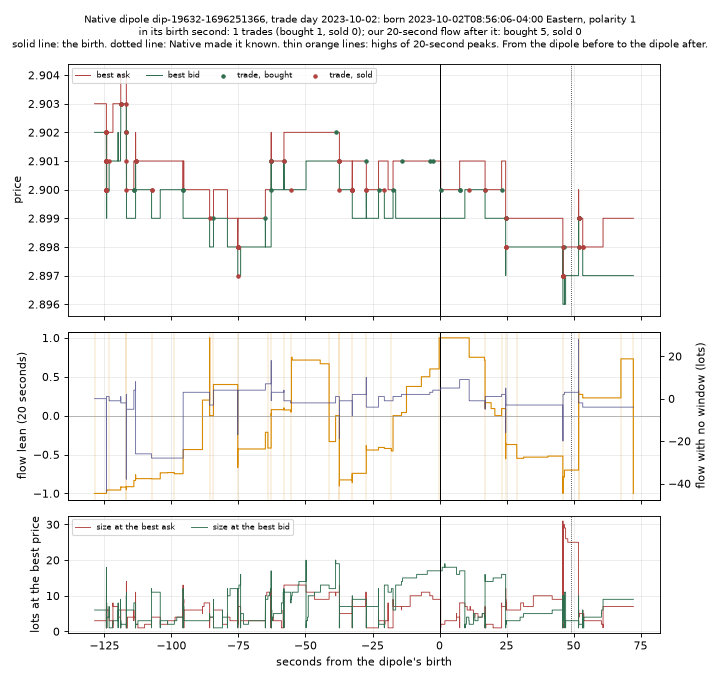 Native dipole dip-19632-1696251366, trade day 2023-10-02: born 2023-10-02T08:56:06-04:00 Eastern, polarity 1
in its birth second: 1 trades (bought 1, sold 0); our 20-second flow after it: bought 5, sold 0
solid line: the birth. dotted line: Native made it known. thin orange lines: highs of 20-second peaks. From the dipole before to the dipole after.
best ask
best bid
trade, bought
trade, sold
2.904
2.903
2.902
2.901
2.900
2.899
2.898
2.897
2.896
price
1.0
0.5
0.0
−0.5
−1.0
flow lean (20 seconds)
20
0
−20
−40
flow with no window (lots)
size at the best ask
size at the best bid
30
20
10
0
lots at the best price
−125
−100
−75
−50
−25
0
25
50
75
seconds from the dipole's birth